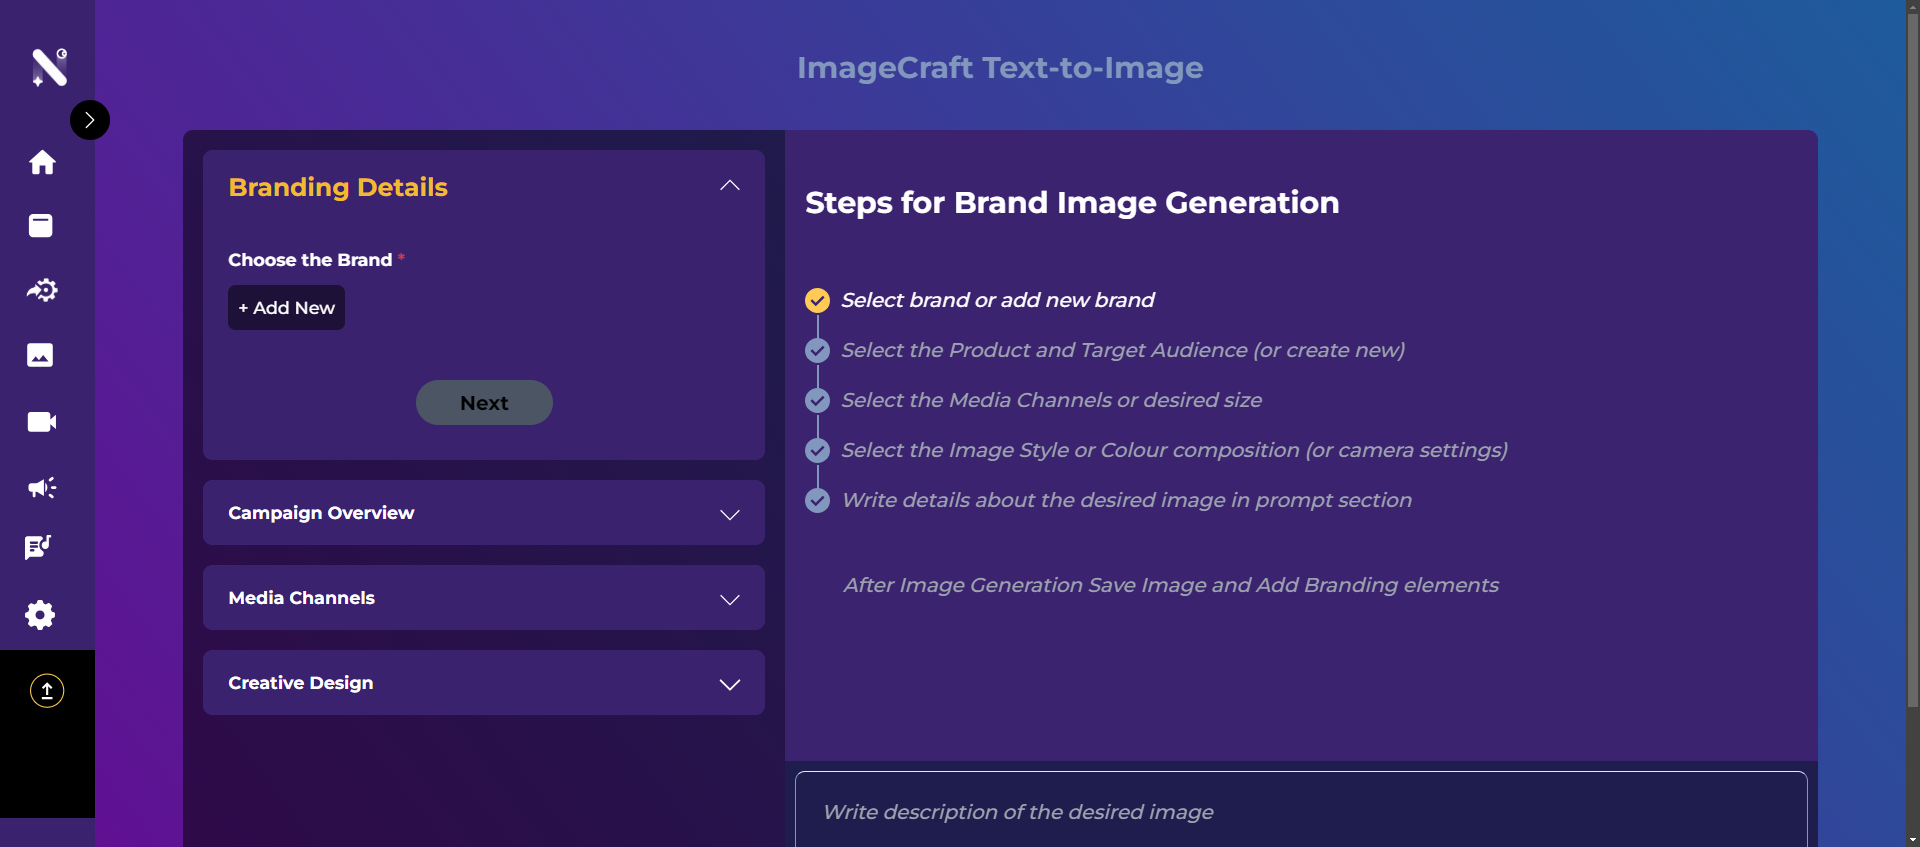 ImageCraft Text-to-Image
Branding Details
Choose the Brand *
+ Add New
Next
Campaign Overview
Media Channels
Creative Design
Steps for Brand Image Generation
Select brand or add new brand
Select the Product and Target Audience (or create new)
Select the Media Channels or desired size
Select the Image Style or Colour composition (or camera settings)
Write details about the desired image in prompt section
After Image Generation Save Image and Add Branding elements
Write description of the desired image